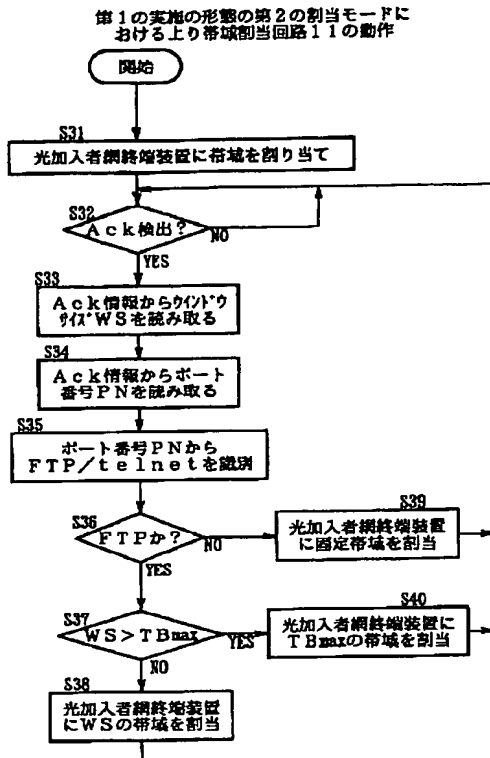 第１の実施の形態の第２の割当モードに
おける上り帯域割当回路１１の動作
開始
S31
光加入者網終端装置に帯域を割り当て
S32
Ａｃｋ検出？
NO
YES
S33
Ａｃｋ情報からｳｲﾝﾄﾞｳ
ｻｲｽﾞＷＳを読み取る
S34
Ａｃｋ情報からポート
番号ＰＮを読み取る
S35
ポート番号ＰＮから
ＦＴＰ／ｔｅｌｎｅｔを識別
S36
ＦＴＰか？
NO
YES
S39
光加入者網終端装置
に固定帯域を割当
S37
ＷＳ＞ＴＢmax
YES
NO
S40
光加入者網終端装置に
ＴＢmaxの帯域を割当
S38
光加入者網終端装置
にＷＳの帯域を割当